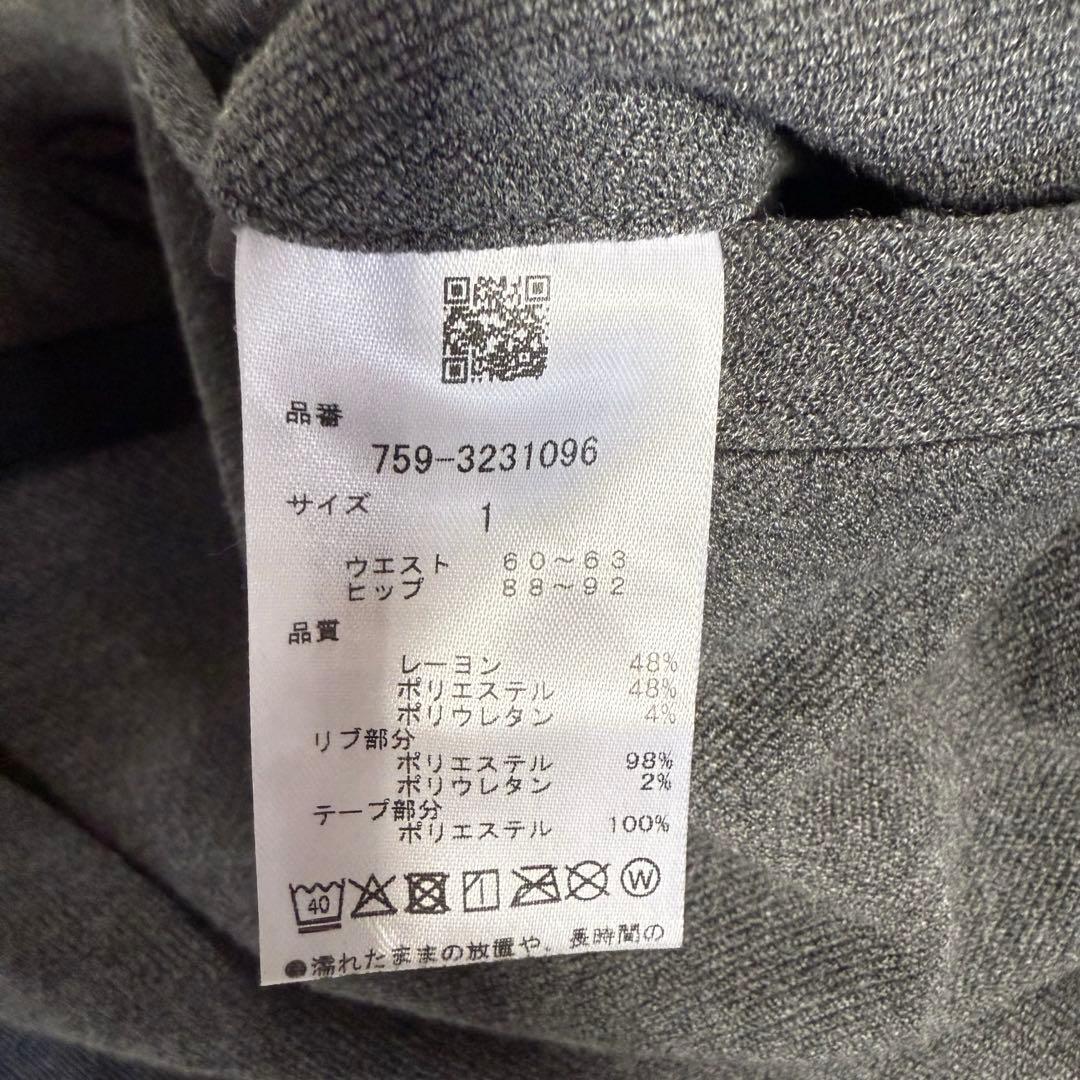 品番
759-3231096
サイズ 1
ウエスト 60~63
ヒップ 88~92
品質
レーヨン 48%
ポリエステル 48%
ポリウレタン 4%
リブ部分
ポリエステル 98%
ポリウレタン 2%
テープ部分
ポリエステル 100%
40 W
●濡れたままの放置や、長時間の